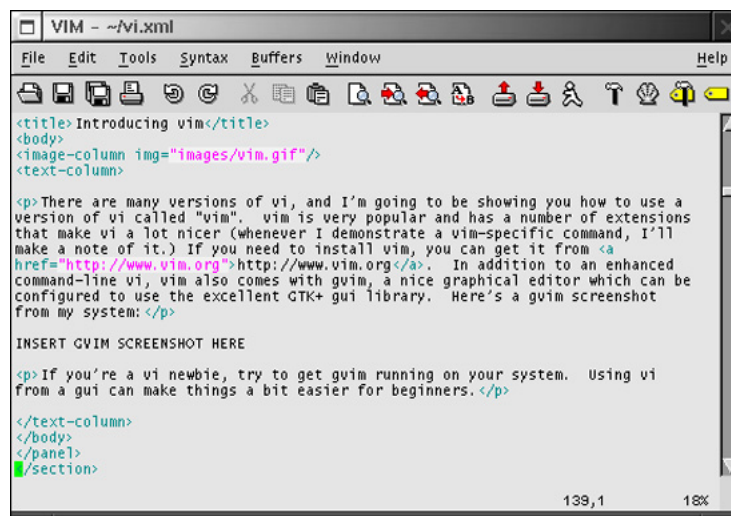 VIM - ~/vi.xml
File Edit Tools Syntax Buffers Window Help
<title>Introducing vim</title>
<body>
<image-column img="images/vim.gif"/>
<text-column>
<p>There are many versions of vi, and I'm going to be showing you how to use a
version of vi called "vim".  vim is very popular and has a number of extensions
that make vi a lot nicer (whenever I demonstrate a vim-specific command, I'll
make a note of it.) If you need to install vim, you can get it from <a
href="http://www.vim.org">http://www.vim.org</a>.  In addition to an enhanced
command-line vi, vim also comes with gvim, a nice graphical editor which can be
configured to use the excellent GTK+ gui library.  Here's a gvim screenshot
from my system:</p>
INSERT GVIM SCREENSHOT HERE
<p>If you're a vi newbie, try to get gvim running on your system.  Using vi
from a gui can make things a bit easier for beginners.</p>
</text-column>
</body>
</panel>
</section>
139,1 18%